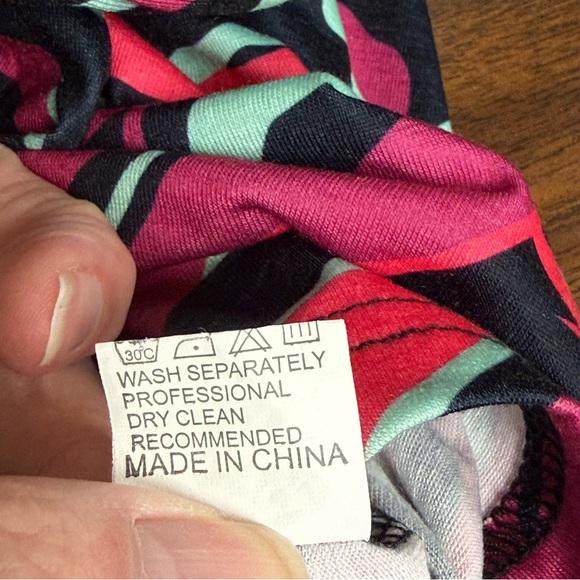 30°C
WASH SEPARATELY
PROFESSIONAL
DRY CLEAN
RECOMMENDED
MADE IN CHINA